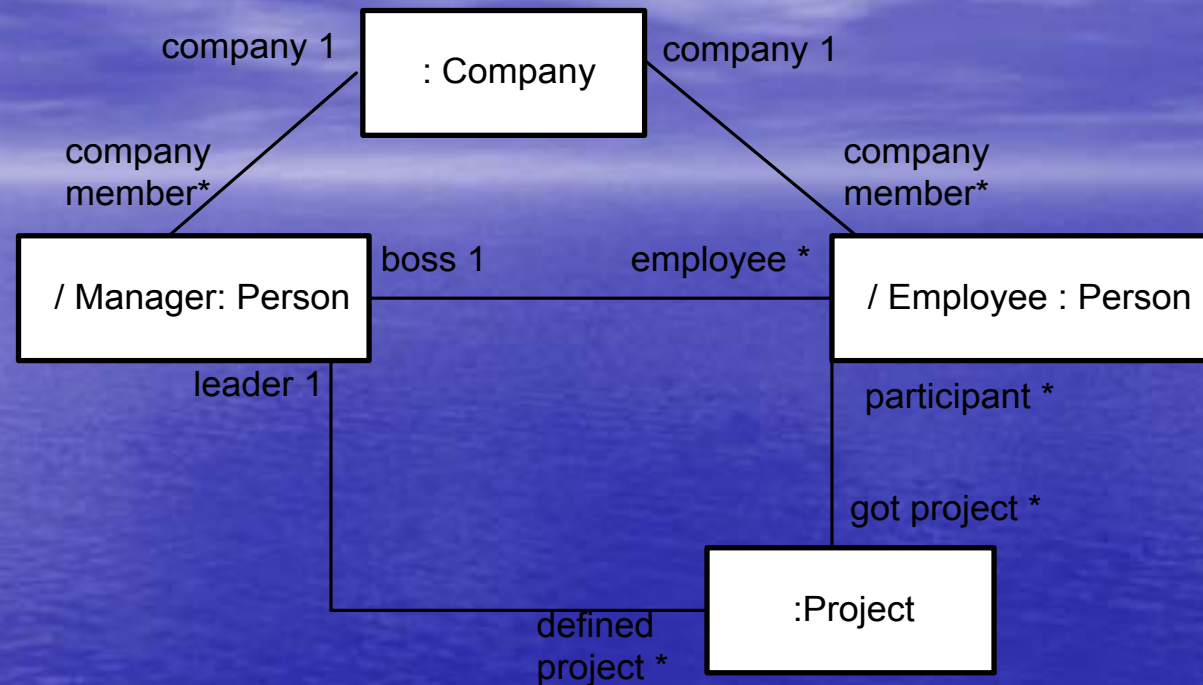 company 1
: Company
company 1
company
member*
company
member*
/ Manager: Person
boss 1
employee *
/ Employee : Person
leader 1
participant *
got project *
:Project
defined
project *